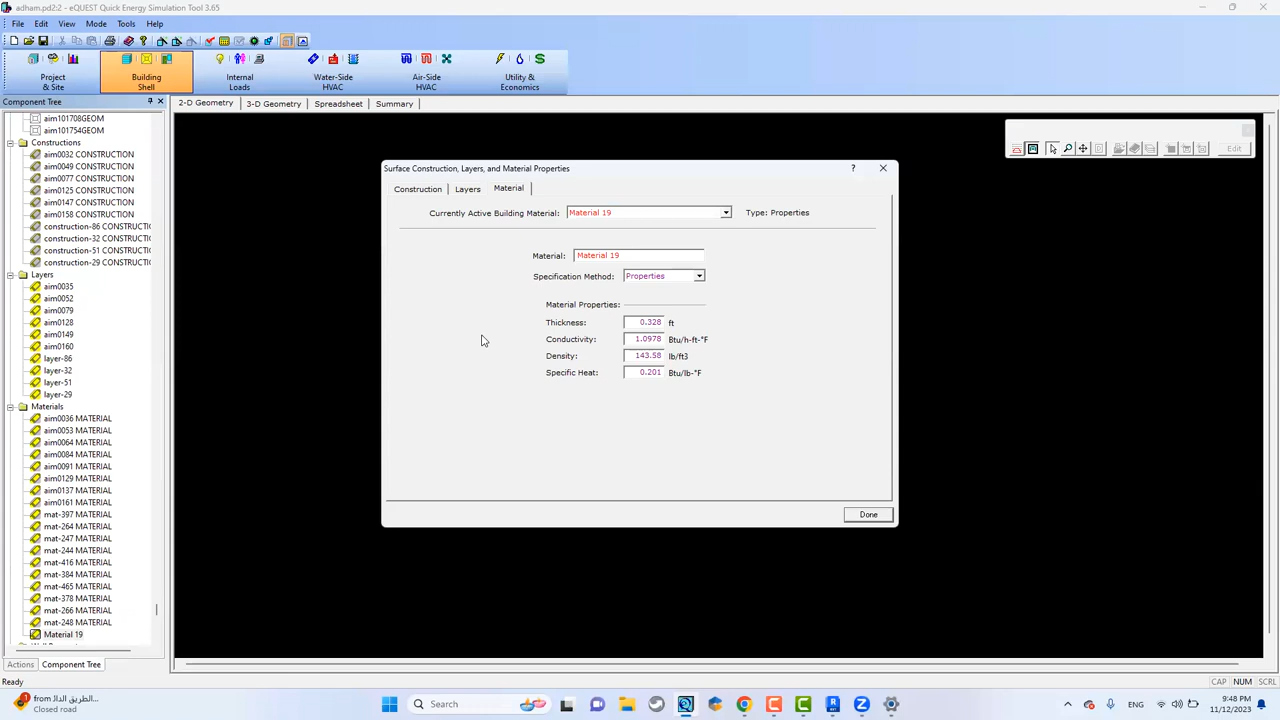 adham.pd2:2 - eQUEST Quick Energy Simulation Tool 3.65
File Edit View Mode Tools Help
Project & Site
Building Shell
Internal Loads
Water-Side HVAC
Air-Side HVAC
Utility & Economics
Component Tree
2-D Geometry 3-D Geometry Spreadsheet Summary
aim101708GEOM
aim101754GEOM
Constructions
aim0032 CONSTRUCTION
aim0049 CONSTRUCTION
aim0077 CONSTRUCTION
aim0125 CONSTRUCTION
aim0147 CONSTRUCTION
aim0158 CONSTRUCTION
construction-86 CONSTRUCTIO
construction-32 CONSTRUCTIO
construction-51 CONSTRUCTIO
construction-29 CONSTRUCTIO
Layers
aim0035
aim0052
aim0079
aim0128
aim0149
aim0160
layer-86
layer-32
layer-51
layer-29
Materials
aim0036 MATERIAL
aim0053 MATERIAL
aim0064 MATERIAL
aim0084 MATERIAL
aim0091 MATERIAL
aim0129 MATERIAL
aim0137 MATERIAL
aim0161 MATERIAL
mat-397 MATERIAL
mat-264 MATERIAL
mat-247 MATERIAL
mat-244 MATERIAL
mat-416 MATERIAL
mat-384 MATERIAL
mat-465 MATERIAL
mat-378 MATERIAL
mat-266 MATERIAL
mat-248 MATERIAL
Material 19
Actions Component Tree
Edit
Surface Construction, Layers, and Material Properties ?
Construction Layers Material
Currently Active Building Material: Material 19 Type: Properties
Material: Material 19
Specification Method: Properties
Material Properties:
Thickness: 0.328 ft
Conductivity: 1.0978 Btu/h-ft-°F
Density: 143.58 lb/ft3
Specific Heat: 0.201 Btu/lb-°F
Done
Ready
CAP NUM SCRL
from الطريق الدال...
Closed road
Search
ENG
9:48 PM
11/12/2023